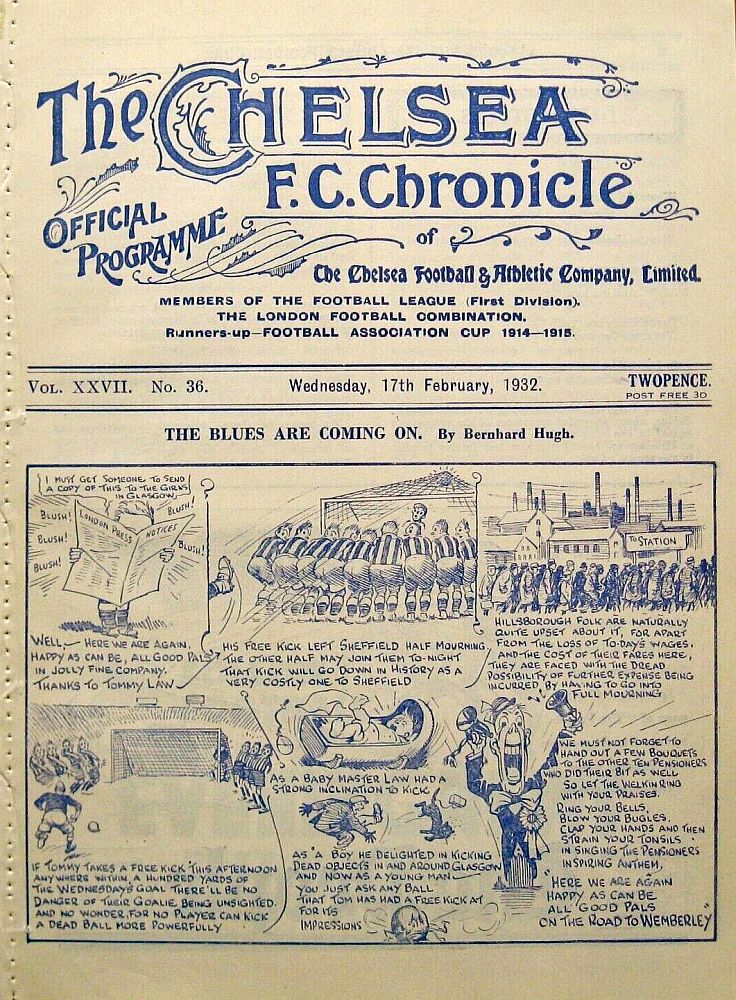 The CHELSEA
F.C. Chronicle
OFFICIAL
PROGRAMME
of
The Chelsea Football & Athletic Company, Limited.
MEMBERS OF THE FOOTBALL LEAGUE (First Division).
THE LONDON FOOTBALL COMBINATION.
Runners-up—FOOTBALL ASSOCIATION CUP 1914—1915.
VOL. XXVII. No. 36.
Wednesday, 17th February, 1932.
TWOPENCE.
POST FREE 3D
THE BLUES ARE COMING ON. By Bernhard Hugh.
I MUST GET SOMEONE TO SEND
A COPY OF THIS TO THE GIRLS
IN GLASGOW
BLUSH!
BLUSH!
BLUSH!
BLUSH!
BLUSH!
LONDON PRESS NOTICES
WELL, HERE WE ARE AGAIN,
HAPPY AS CAN BE, ALL GOOD PALS
IN JOLLY FINE COMPANY.
THANKS TO TOMMY LAW
HIS FREE KICK LEFT SHEFFIELD HALF MOURNING,
THE OTHER HALF MAY JOIN THEM TO-NIGHT
THAT KICK WILL GO DOWN IN HISTORY AS A
VERY COSTLY ONE TO SHEFFIELD
TO STATION
HILLSBOROUGH FOLK ARE NATURALLY
QUITE UPSET ABOUT IT, FOR APART
FROM THE LOSS OF TO-DAY'S WAGES,
AND THE COST OF THEIR FARES HERE,
THEY ARE FACED WITH THE DREAD
POSSIBILITY OF FURTHER EXPENSE BEING
INCURRED BY HAVING TO GO INTO
FULL MOURNING
IF TOMMY TAKES A FREE KICK THIS AFTERNOON
ANYWHERE WITHIN A HUNDRED YARDS OF
THE WEDNESDAY'S GOAL THERE'LL BE NO
DANGER OF THEIR GOALIE BEING UNSIGHTED.
AND NO WONDER, FOR NO PLAYER CAN KICK
A DEAD BALL MORE POWERFULLY
AS A BABY MASTER LAW HAD A
STRONG INCLINATION TO KICK
AS A BOY HE DELIGHTED IN KICKING
DEAD OBJECTS IN AND AROUND GLASGOW
AND NOW AS A YOUNG MAN
YOU JUST ASK ANY BALL
THAT TOM HAS HAD A FREE KICK AT
FOR ITS
IMPRESSIONS
WE MUST NOT FORGET TO
HAND OUT A FEW BOUQUETS
TO THE OTHER TEN PENSIONERS
WHO DID THEIR BIT AS WELL
SO LET THE WELKIN RING
WITH YOUR PRAISES.
RING YOUR BELLS,
BLOW YOUR BUGLES,
CLAP YOUR HANDS AND THEN
STRAIN YOUR TONSILS
IN SINGING THE PENSIONERS
INSPIRING ANTHEM,
"HERE WE ARE AGAIN
HAPPY AS CAN BE
ALL GOOD PALS
ON THE ROAD TO WEMBERLEY"